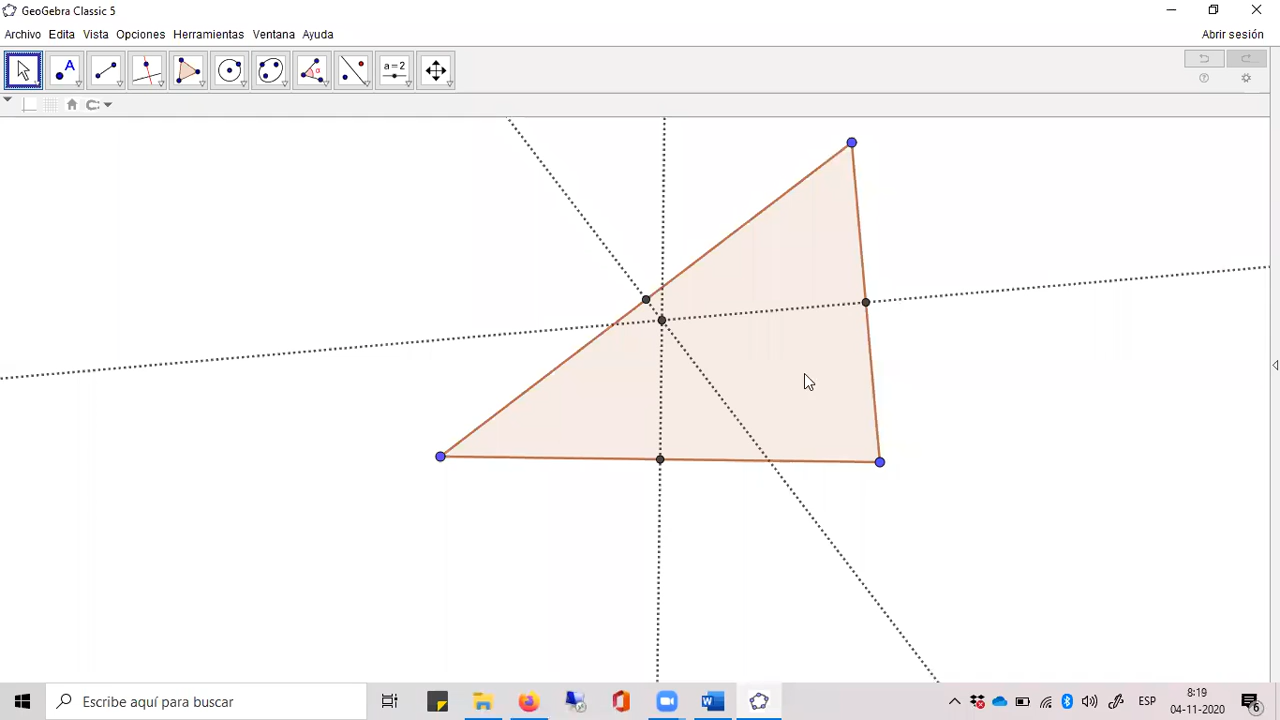 GeoGebra Classic 5
Archivo Edita Vista Opciones Herramientas Ventana Ayuda
Abrir sesión
A
a=2
Escribe aquí para buscar
ESP
8:19
04-11-2020
6